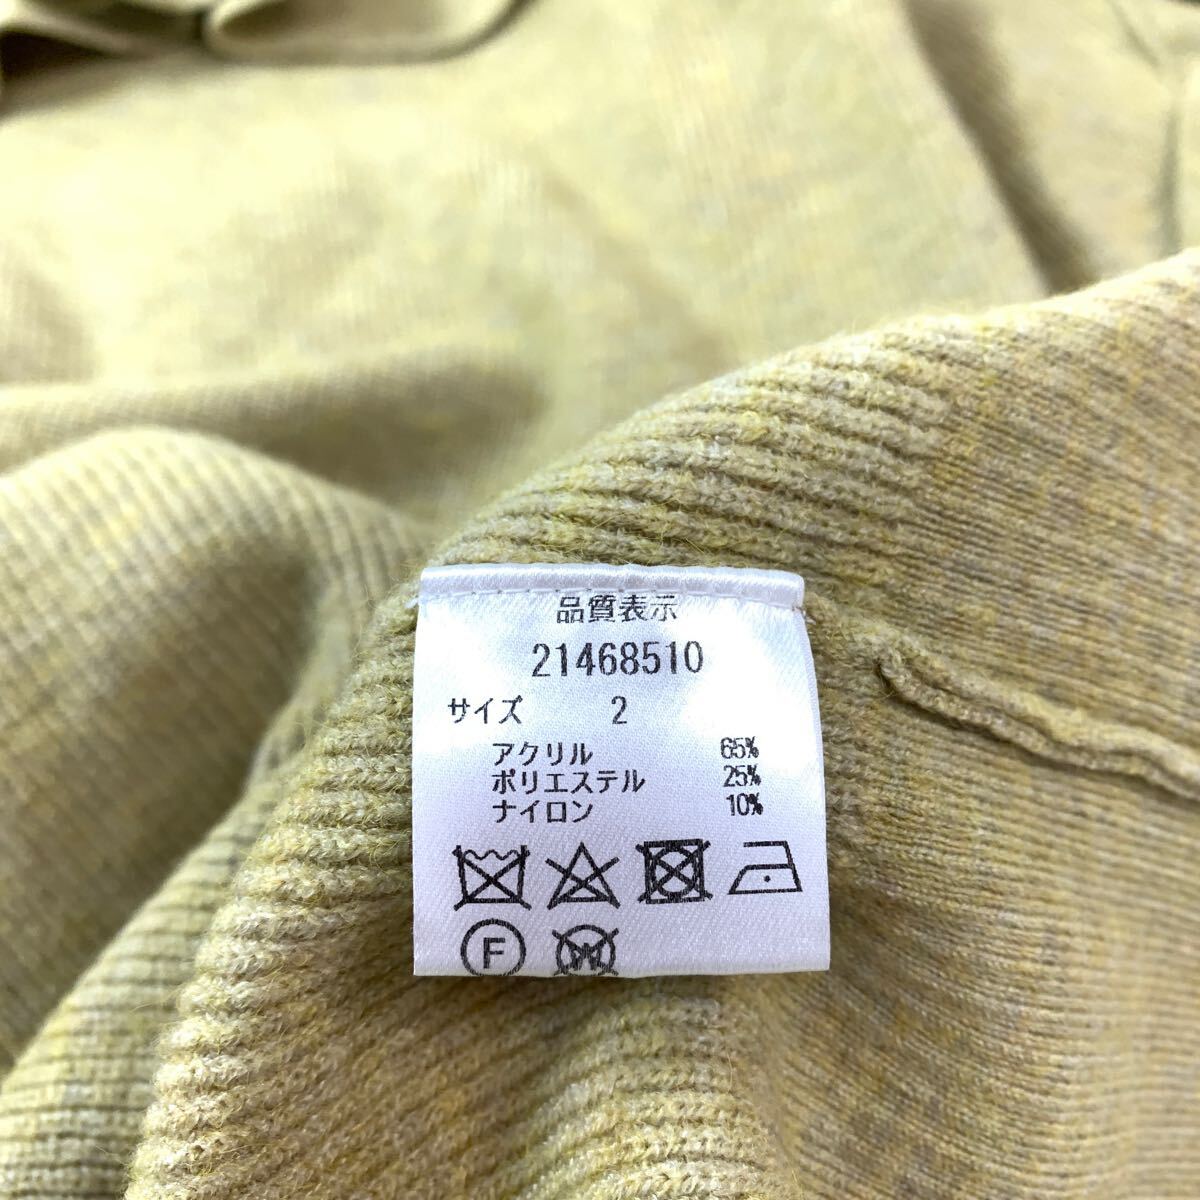 品質表示
21468510
サイズ 2
アクリル 65%
ポリエステル 25%
ナイロン 10%
F W